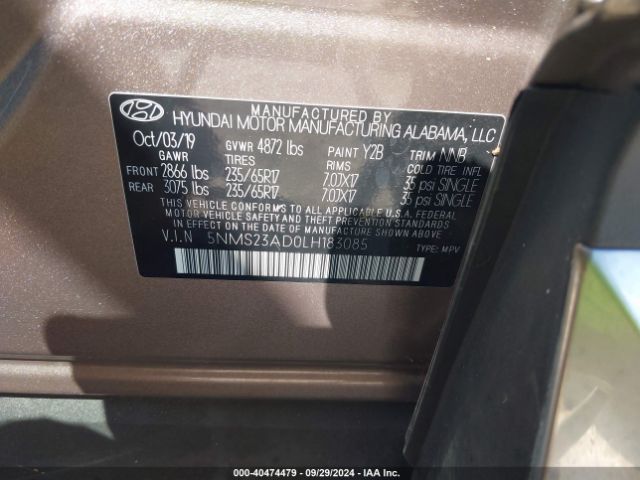 MANUFACTURED BY
HYUNDAI MOTOR MANUFACTURING ALABAMA, LLC
Oct/03/19 GVWR 4872 lbs PAINT Y2B TRIM NNB
GAWR TIRES RIMS COLD TIRE INFL
FRONT 2866 lbs 235/65R17 7.0JX17 35 psi SINGLE
REAR 3075 lbs 235/65R17 7.0JX17 35 psi SINGLE
THIS VEHICLE CONFORMS TO ALL APPLICABLE U.S.A. FEDERAL
MOTOR VEHICLE SAFETY AND THEFT PREVENTION STANDARDS
IN EFFECT ON THE DATE OF MANUFACTURE SHOWN ABOVE.
V.I.N 5NMS23AD0LH183085 TYPE: MPV
000-40474479 - 09/29/2024 - IAA Inc.